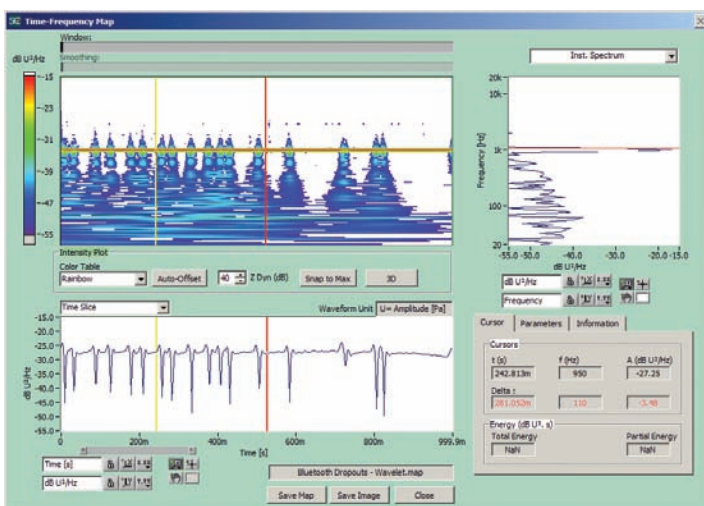 Time-Frequency Map
Window:
Smoothing:
dB U²/Hz
-15
-23
-31
-39
-47
-55
Intensity Plot
Color Table
Rainbow
Auto-Offset
40
Z Dyn (dB)
Snap to Max
3D
Time Slice
Waveform Unit
U= Amplitude [Pa]
dB U²/Hz
-15.0
-20.0
-25.0
-30.0
-35.0
-40.0
-45.0
-50.0
-55.0
0
200m
400m
600m
800m
999.9m
Time [s]
Time [s]
dB U²/Hz
Bluetooth Dropouts - Wavelet.map
Save Map
Save Image
Close
Inst. Spectrum
Frequency [Hz]
20k
10k
1k
100
20
-55.0
-40.0
-30.0
-20.0
-15.0
dB U²/Hz
dB U²/Hz
Frequency
Cursor
Parameters
Information
Cursors
t (s)
f (Hz)
A (dB U²/Hz)
242.813m
950
-27.25
Delta :
281.052m
110
-3.48
Energy (dB U². s)
Total Energy
Partial Energy
NaN
NaN